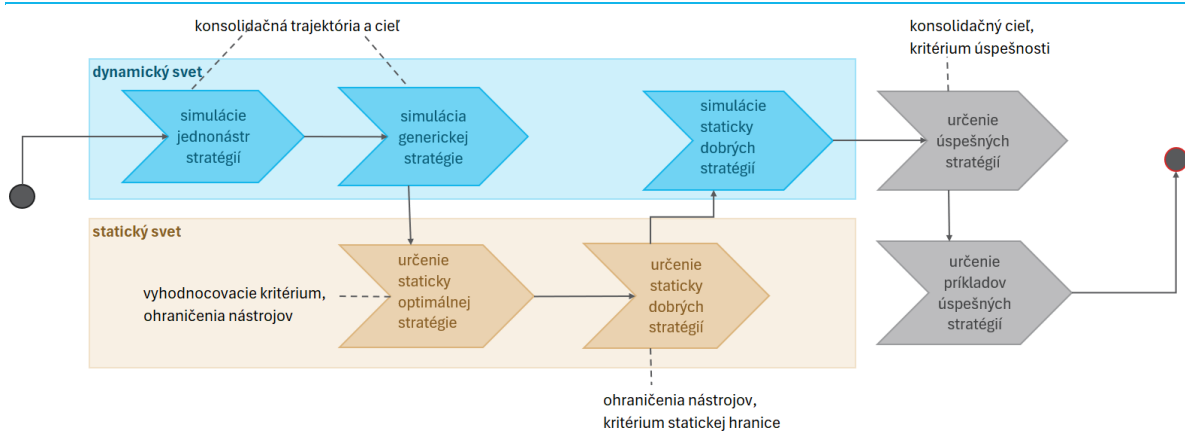 konsolidačná trajektória a cieľ
konsolidačný cieľ,
kritérium úspešnosti
dynamický svet
simulácie
jednonástr
stratégií
simulácia
generickej
stratégie
simulácie
staticky
dobrých
stratégií
určenie
úspešných
stratégií
statický svet
určenie
staticky
optimálnej
stratégie
určenie
staticky
dobrých
stratégií
určenie
príkladov
úspešných
stratégií
vyhodnocovacie kritérium,
ohraničenia nástrojov
ohraničenia nástrojov,
kritérium statickej hranice